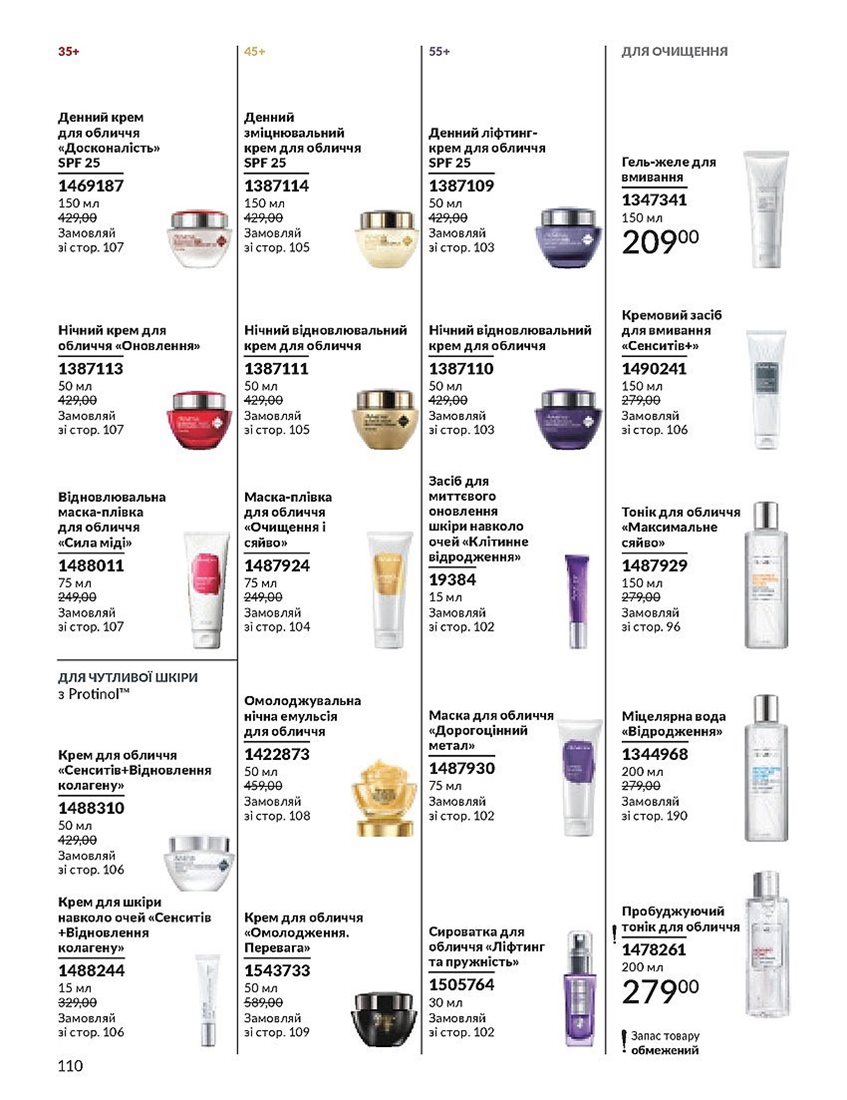 35+
Денний крем
для обличчя
«Досконалість»
SPF 25
1469187
150 мл
429,00
Замовляй
зі стор. 107
Нічний крем для
обличчя «Оновлення»
1387113
50 мл
429,00
Замовляй
зі стор. 107
Відновлювальна
маска-плівка
для обличчя
«Сила міді»
1488011
75 мл
249,00
Замовляй
зі стор. 107
ДЛЯ ЧУТЛИВОЇ ШКІРИ
з Protinol™
Крем для обличчя
«Сенситів+Відновлення
колагену»
1488310
50 мл
429,00
Замовляй
зі стор. 106
Крем для шкіри
навколо очей «Сенситів
+Відновлення
колагену»
1488244
15 мл
329,00
Замовляй
зі стор. 106
45+
Денний
зміцнювальний
крем для обличчя
SPF 25
1387114
150 мл
429,00
Замовляй
зі стор. 105
Нічний відновлювальний
крем для обличчя
1387111
50 мл
429,00
Замовляй
зі стор. 105
Маска-плівка
для обличчя
«Очищення і
сяйво»
1487924
75 мл
249,00
Замовляй
зі стор. 104
Омолоджувальна
нічна емульсія
для обличчя
1422873
50 мл
459,00
Замовляй
зі стор. 108
Крем для обличчя
«Омолодження.
Перевага»
1543733
50 мл
589,00
Замовляй
зі стор. 109
55+
Денний ліфтинг-
крем для обличчя
SPF 25
1387109
50 мл
429,00
Замовляй
зі стор. 103
Нічний відновлювальний
крем для обличчя
1387110
50 мл
429,00
Замовляй
зі стор. 103
Засіб для
миттєвого
оновлення
шкіри навколо
очей «Клітинне
відродження»
19384
15 мл
Замовляй
зі стор. 102
Маска для обличчя
«Дорогоцінний
метал»
1487930
75 мл
Замовляй
зі стор. 102
Сироватка для
обличчя «Ліфтинг
та пружність»
1505764
30 мл
Замовляй
зі стор. 102
ДЛЯ ОЧИЩЕННЯ
Гель-желе для
вмивання
1347341
150 мл
20900
Кремовий засіб
для вмивання
«Сенситів+»
1490241
150 мл
279,00
Замовляй
зі стор. 106
Тонік для обличчя
«Максимальне
сяйво»
1487929
150 мл
279,00
Замовляй
зі стор. 96
Міцелярна вода
«Відродження»
1344968
200 мл
279,00
Замовляй
зі стор. 190
! Пробуджуючий
тонік для обличчя
1478261
200 мл
27900
! Запас товару
обмежений
110